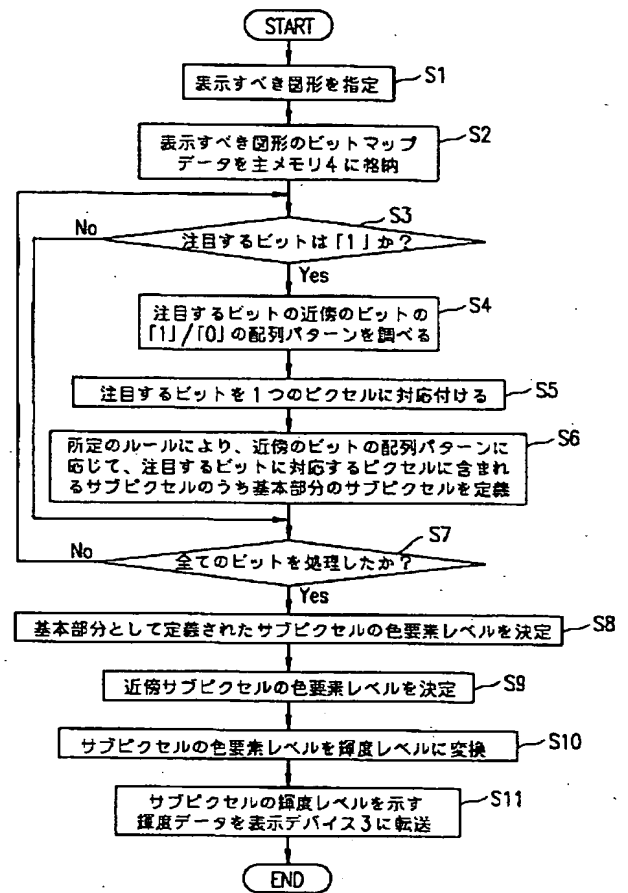 START
表示すべき図形を指定
S1
表示すべき図形のビットマップ
データを主メモリ4に格納
S2
S3
No
注目するビットは「1」か?
Yes
注目するビットの近傍のビットの
「1」/「0」の配列パターンを調べる
S4
注目するビットを1つのピクセルに対応付ける
S5
所定のルールにより、近傍のビットの配列パターンに
応じて、注目するビットに対応するピクセルに含まれ
るサブピクセルのうち基本部分のサブピクセルを定義
S6
S7
No
全てのビットを処理したか?
Yes
基本部分として定義されたサブピクセルの色要素レベルを決定
S8
近傍サブピクセルの色要素レベルを決定
S9
サブピクセルの色要素レベルを輝度レベルに変換
S10
サブピクセルの輝度レベルを示す
輝度データを表示デバイス3に転送
S11
END